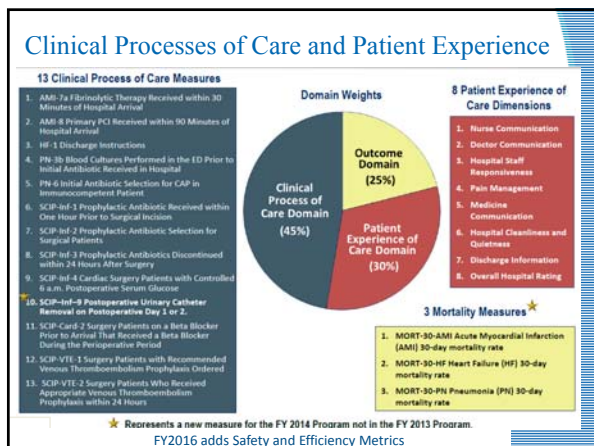 Clinical Processes of Care and Patient Experience
13 Clinical Process of Care Measures
1. AMI-7a Fibrinolytic Therapy Received within 30
Minutes of Hospital Arrival
2. AMI-8 Primary PCI Received within 90 Minutes of
Hospital Arrival
3. HF-1 Discharge Instructions
4. PN-3b Blood Cultures Performed in the ED Prior to
Initial Antibiotic Received in Hospital
5. PN-6 Initial Antibiotic Selection for CAP in
Immunocompetent Patient
6. SCIP-Inf-1 Prophylactic Antibiotic Received within
One Hour Prior to Surgical Incision
7. SCIP-Inf-2 Prophylactic Antibiotic Selection for
Surgical Patients
8. SCIP-Inf-3 Prophylactic Antibiotics Discontinued
within 24 Hours After Surgery
9. SCIP-Inf-4 Cardiac Surgery Patients with Controlled
6 a.m. Postoperative Serum Glucose
10. SCIP–Inf–9 Postoperative Urinary Catheter
Removal on Postoperative Day 1 or 2.
11. SCIP-Card-2 Surgery Patients on a Beta Blocker
Prior to Arrival That Received a Beta Blocker
During the Perioperative Period
12. SCIP-VTE-1 Surgery Patients with Recommended
Venous Thromboembolism Prophylaxis Ordered
13. SCIP-VTE-2 Surgery Patients Who Received
Appropriate Venous Thromboembolism
Prophylaxis within 24 Hours
Domain Weights
Outcome
Domain
(25%)
Clinical
Process of
Care Domain
(45%)
Patient
Experience of
Care Domain
(30%)
8 Patient Experience of
Care Dimensions
1. Nurse Communication
2. Doctor Communication
3. Hospital Staff
Responsiveness
4. Pain Management
5. Medicine
Communication
6. Hospital Cleanliness and
Quietness
7. Discharge Information
8. Overall Hospital Rating
3 Mortality Measures
1. MORT-30-AMI Acute Myocardial Infarction
(AMI) 30-day mortality rate
2. MORT-30-HF Heart Failure (HF) 30-day
mortality rate
3. MORT-30-PN Pneumonia (PN) 30-day
mortality rate
Represents a new measure for the FY 2014 Program not in the FY 2013 Program.
FY2016 adds Safety and Efficiency Metrics